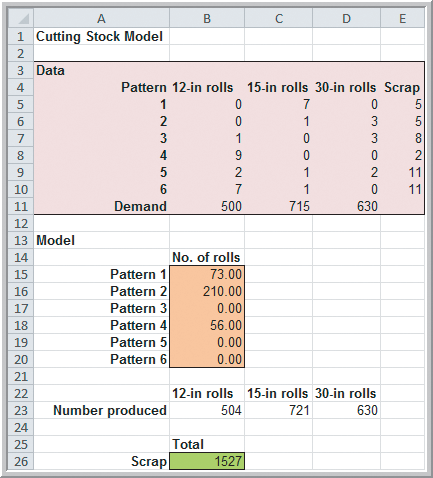 A B C D E
1 Cutting Stock Model
2
3 Data
4 Pattern 12-in rolls 15-in rolls 30-in rolls Scrap
5 1 0 7 0 5
6 2 0 1 3 5
7 3 1 0 3 8
8 4 9 0 0 2
9 5 2 1 2 11
10 6 7 1 0 11
11 Demand 500 715 630
12
13 Model
14 No. of rolls
15 Pattern 1 73.00
16 Pattern 2 210.00
17 Pattern 3 0.00
18 Pattern 4 56.00
19 Pattern 5 0.00
20 Pattern 6 0.00
21
22 12-in rolls 15-in rolls 30-in rolls
23 Number produced 504 721 630
24
25 Total
26 Scrap 1527